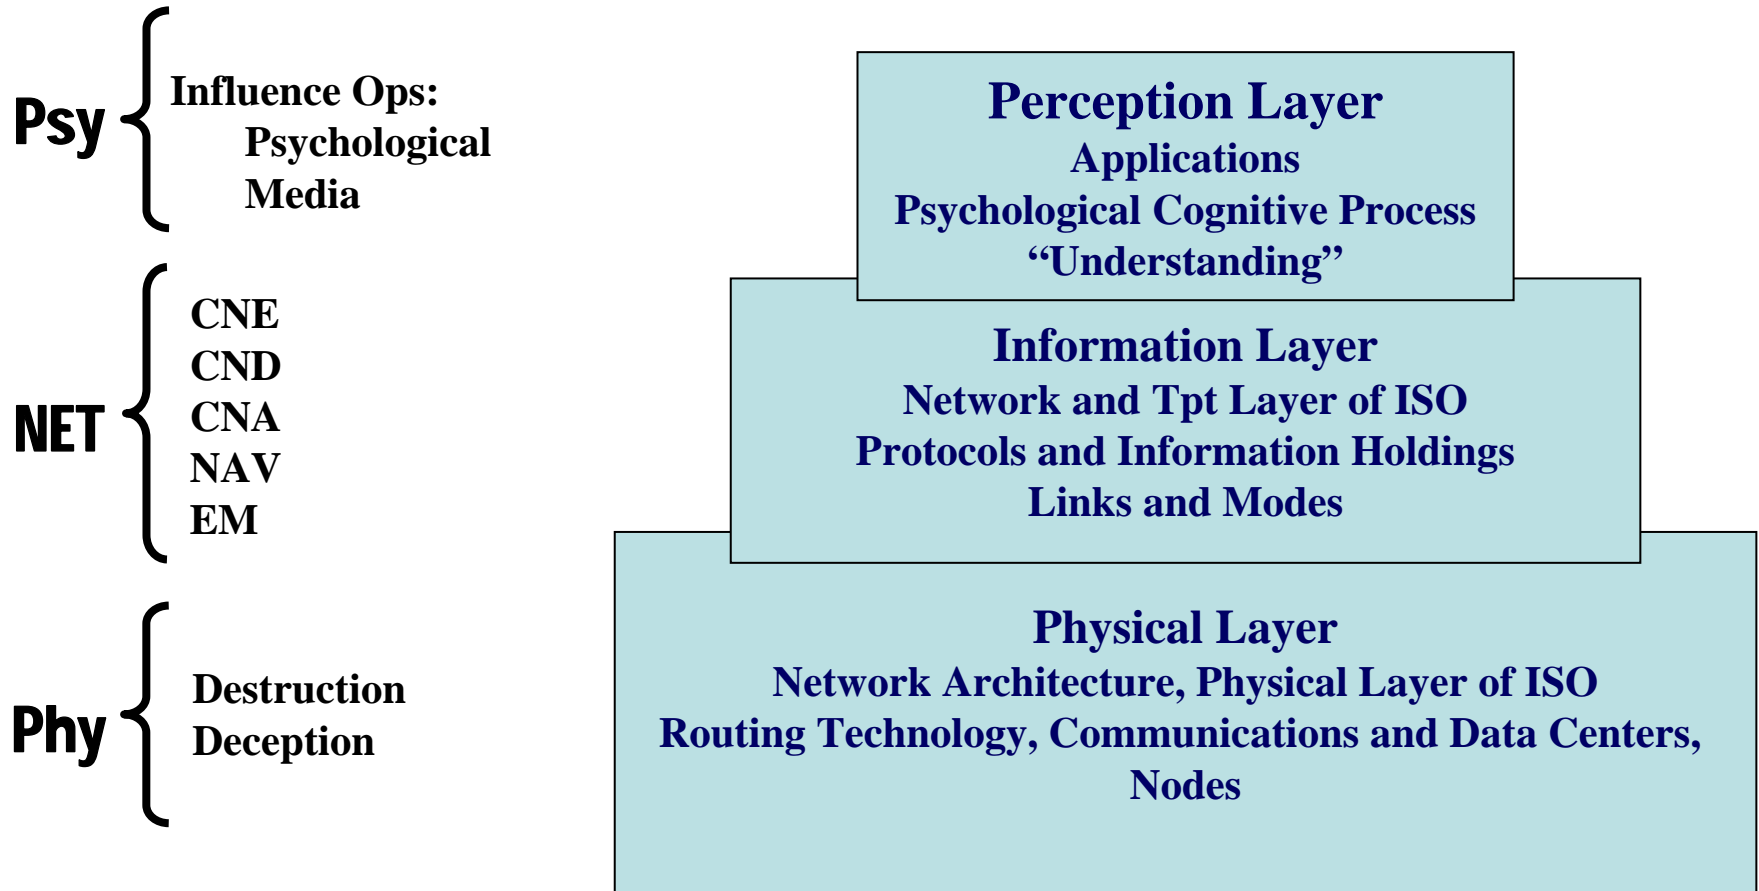 Psy
Influence Ops:
Psychological
Media
NET
CNE
CND
CNA
NAV
EM
Phy
Destruction
Deception
Perception Layer
Applications
Psychological Cognitive Process
“Understanding”
Information Layer
Network and Tpt Layer of ISO
Protocols and Information Holdings
Links and Modes
Physical Layer
Network Architecture, Physical Layer of ISO
Routing Technology, Communications and Data Centers,
Nodes